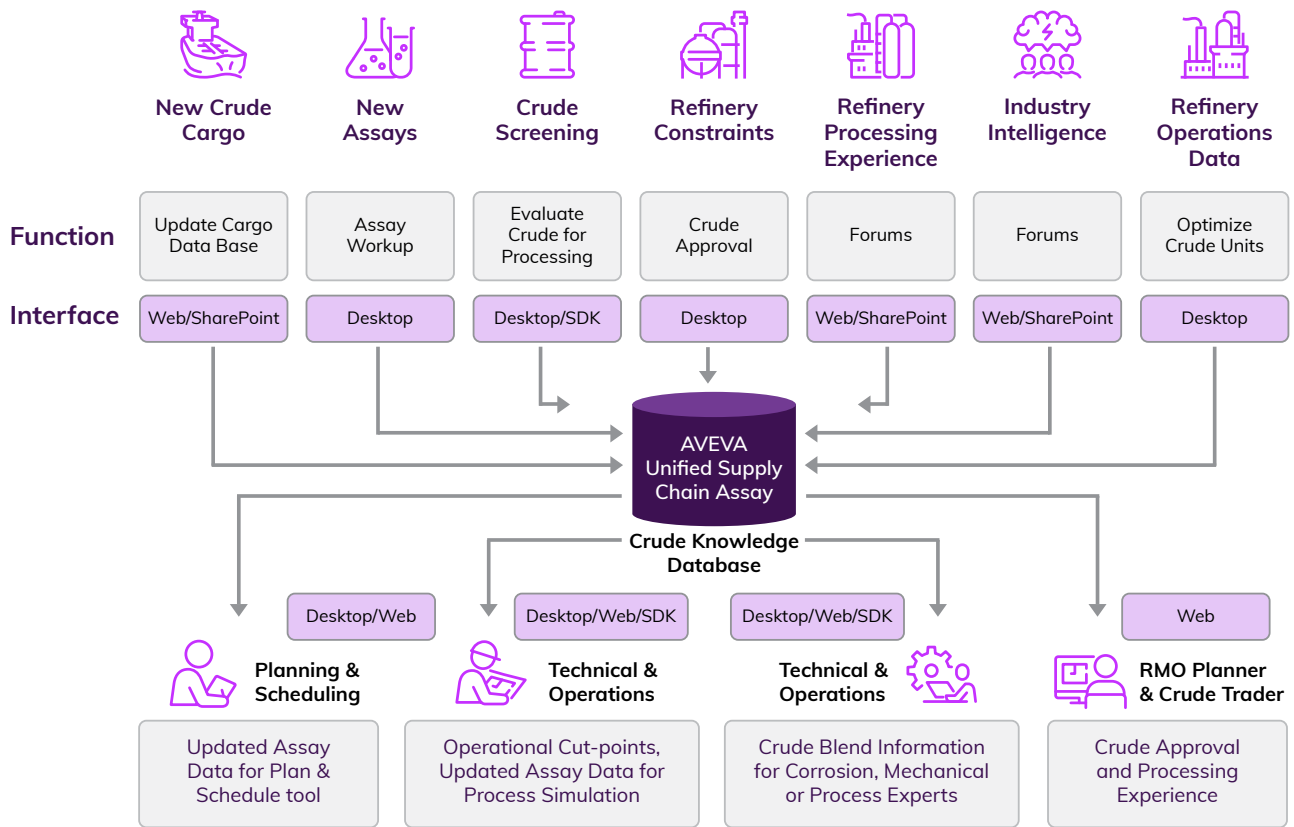 New Crude
Cargo
New
Assays
Crude
Screening
Refinery
Constraints
Refinery
Processing
Experience
Industry
Intelligence
Refinery
Operations
Data
Function
Update Cargo
Data Base
Assay
Workup
Evaluate
Crude for
Processing
Crude
Approval
Forums
Forums
Optimize
Crude Units
Interface
Web/SharePoint
Desktop
Desktop/SDK
Desktop
Web/SharePoint
Web/SharePoint
Desktop
AVEVA
Unified Supply
Chain Assay
Crude Knowledge
Database
Desktop/Web
Desktop/Web/SDK
Desktop/Web/SDK
Web
Planning &
Scheduling
Technical &
Operations
Technical &
Operations
RMO Planner
& Crude Trader
Updated Assay
Data for Plan &
Schedule tool
Operational Cut-points,
Updated Assay Data for
Process Simulation
Crude Blend Information
for Corrosion, Mechanical
or Process Experts
Crude Approval
and Processing
Experience